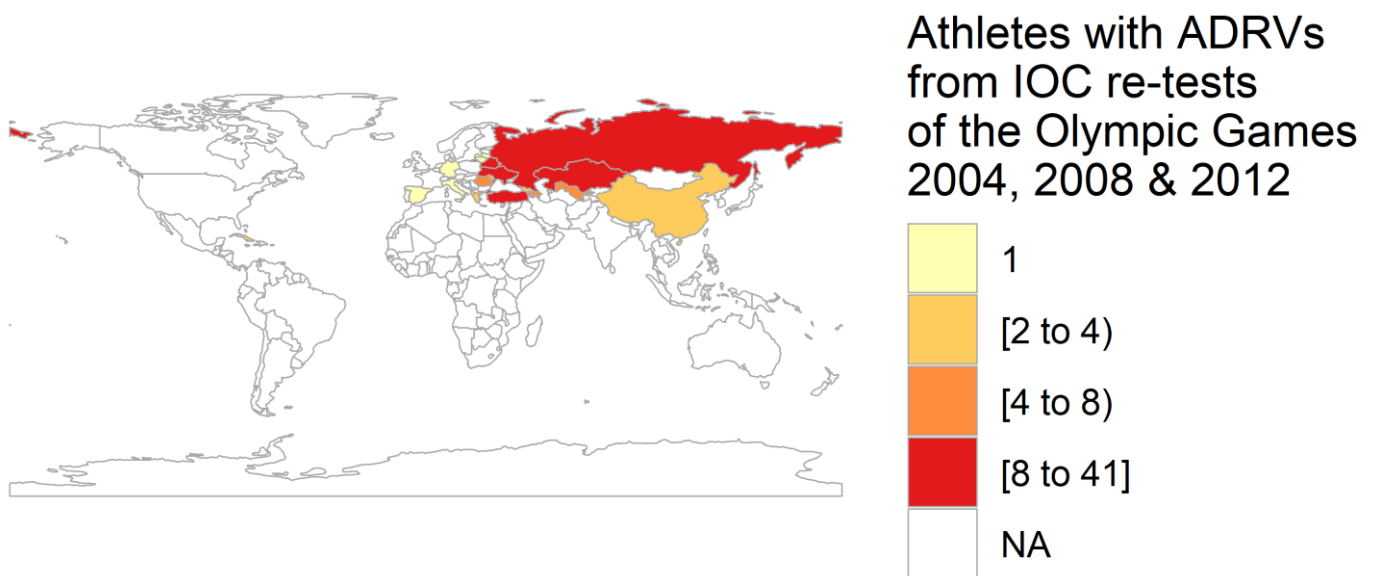 Athletes with ADRVs
from IOC re-tests
of the Olympic Games
2004, 2008 & 2012
1
[2 to 4)
[4 to 8)
[8 to 41]
NA